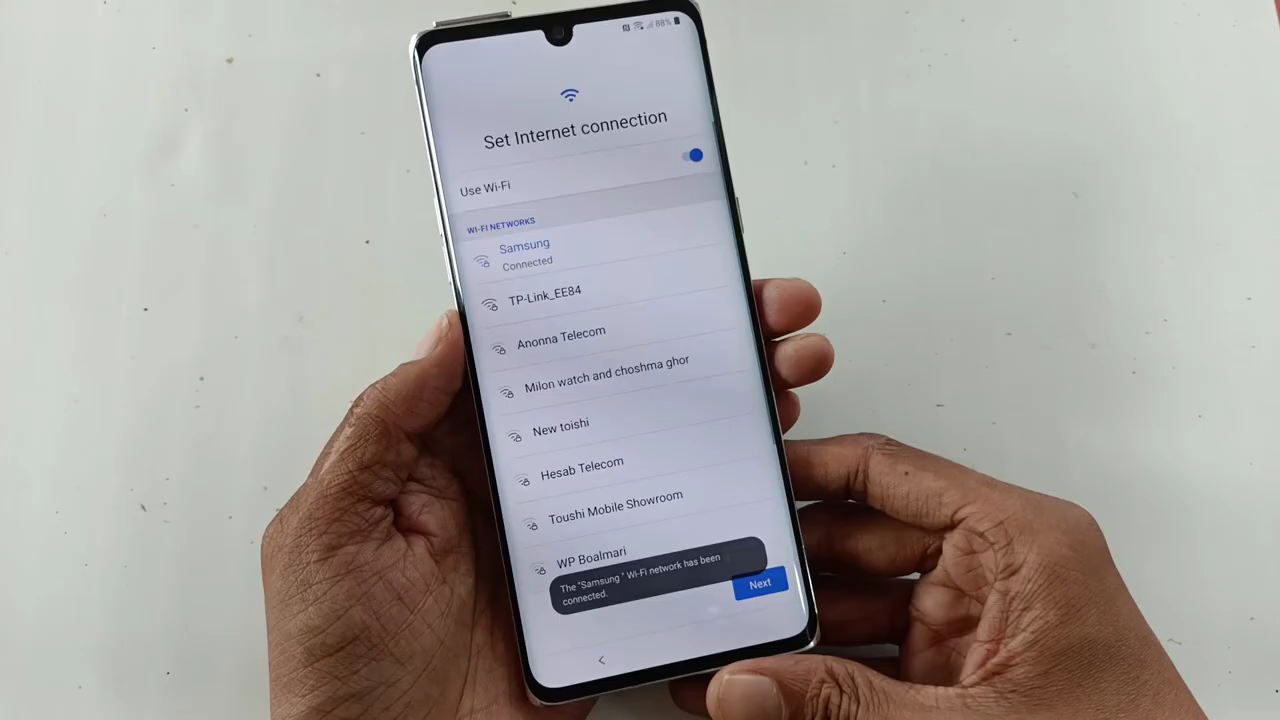 88%
Set Internet connection
Use Wi-Fi
WI-FI NETWORKS
Samsung
Connected
TP-Link_EE84
Anonna Telecom
Milon watch and choshma ghor
New toishi
Hesab Telecom
Toushi Mobile Showroom
WP Boalmari
The "Samsung " Wi-Fi network has been
connected.
Next